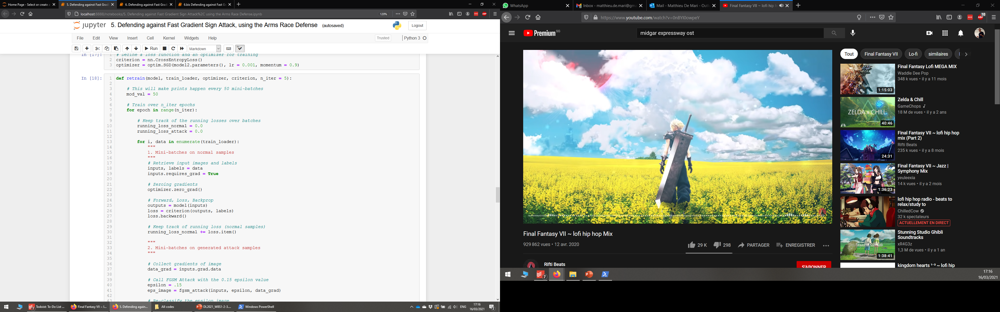 Home Page - Select or create a
5. Defending against Fast Grad
6. Defending against Fast Grad
6.bis Defending against Fast Gr
localhost:8888/notebooks/5. Defending against Fast Gradient Sign Attack%2C using the Arms Race Defense.ipynb
120%
ABP
jupyter 5. Defending against Fast Gradient Sign Attack, using the Arms Race Defense (autosaved)
Logout
File Edit View Insert Cell Kernel Widgets Help
Trusted
Python 3
Run
Markdown
In [17]:
1 # Define a loss function and an optimizer for training
2 criterion = nn.CrossEntropyLoss()
3 optimizer = optim.SGD(model2.parameters(), lr = 0.001, momentum = 0.9)
In [18]:
1 def retrain(model, train_loader, optimizer, criterion, n_iter = 5):
2
3 # This will make prints happen every 50 mini-batches
4 mod_val = 50
5
6 # Train over n_iter epochs
7 for epoch in range(n_iter):
8
9 # Keep track of the running losses over batches
10 running_loss_normal = 0.0
11 running_loss_attack = 0.0
12
13 for i, data in enumerate(train_loader):
14 """
15 1. Mini-batches on normal samples
16 """
17 # Retrieve input images and labels
18 inputs, labels = data
19 inputs.requires_grad = True
20
21 # Zeroing gradients
22 optimizer.zero_grad()
23
24 # Forward, Loss, Backprop
25 outputs = model(inputs)
26 loss = criterion(outputs, labels)
27 loss.backward()
28
29 # Keep track of running loss (normal samples)
30 running_loss_normal += loss.item()
31
32 """
33 2. Mini-batches on generated attack samples
34 """
35
36 # Collect gradients of image
37 data_grad = inputs.grad.data
38
39 # Call FGSM Attack with the 0.15 epsilon value
40 epsilon = .15
41 eps_image = fgsm_attack(inputs, epsilon, data_grad)
42
43 # Re-classify the epsilon image
7
Todoist: To-Do List ...
Final Fantasy VII ~ l...
5. Defending again...
All codes
DL2021_W8S1-2-3....
Windows PowerShell
ENG
17:16
16/03/2021
2
WhatsApp
Inbox - matthieu.de.mari@gma
Mail - Matthieu De Mari - Outl
Final Fantasy VII ~ lofi hip h
https://www.youtube.com/watch?v=0nBYI0owpeY
ABP
10
Premium
SG
midgar expressway ost
Tout
Final Fantasy VII
Lo-fi
similaires
Final Fantasy Lofi MEGA MIX
Waddle Dee Pop
348 k vues • il y a 11 mois
1:15:03
Zelda & Chill
GameChops
18 M de vues • il y a 2 ans
ZELDA & CHILL
40:46
Final Fantasy VII ~ lofi hip hop
mix (Part 2)
Rifti Beats
235 k vues • il y a 8 mois
24:31
Final Fantasy VII ~ Jazz |
Symphony Mix
yeuleexia
14 k vues • il y a 2 mois
1:36:23
lofi hip hop radio - beats to
relax/study to
ChilledCow
32 k spectateurs
ACTUELLEMENT EN DIRECT
Stunning Studio Ghibli
Soundtracks
xR4G3z
1,3 M de vues • il y a 1 an
Studio Ghibli
1:38:41
kingdom hearts ¹⁻³ ~ lofi hip
Final Fantasy VII ~ lofi hip hop Mix
929 862 vues • 12 avr. 2020
29 K
298
PARTAGER
ENREGISTRER
Rifti Beats
S'ABONNER
7
17:16
16/03/2021